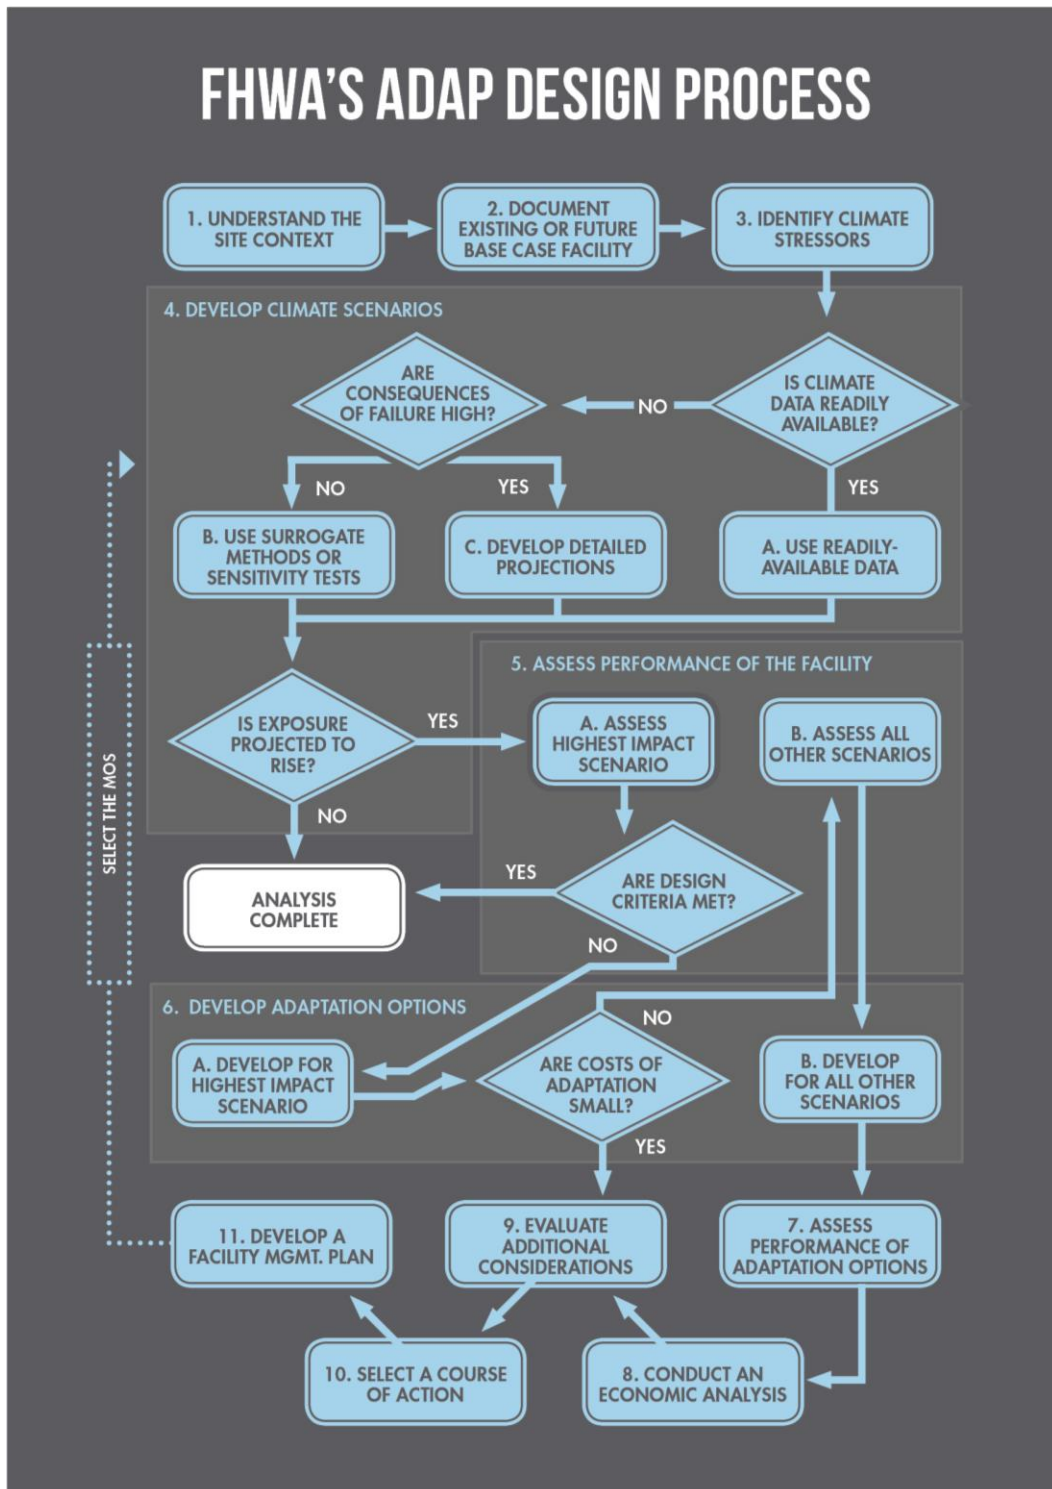 FHWA'S ADAP DESIGN PROCESS
1. UNDERSTAND THE
SITE CONTEXT
2. DOCUMENT
EXISTING OR FUTURE
BASE CASE FACILITY
3. IDENTIFY CLIMATE
STRESSORS
4. DEVELOP CLIMATE SCENARIOS
ARE
CONSEQUENCES
OF FAILURE HIGH?
NO
IS CLIMATE
DATA READILY
AVAILABLE?
NO
YES
YES
B. USE SURROGATE
METHODS OR
SENSITIVITY TESTS
C. DEVELOP DETAILED
PROJECTIONS
A. USE READILY-
AVAILABLE DATA
5. ASSESS PERFORMANCE OF THE FACILITY
IS EXPOSURE
PROJECTED TO
RISE?
YES
A. ASSESS
HIGHEST IMPACT
SCENARIO
B. ASSESS ALL
OTHER SCENARIOS
SELECT THE MOS
NO
ANALYSIS
COMPLETE
YES
ARE DESIGN
CRITERIA MET?
NO
6. DEVELOP ADAPTATION OPTIONS
NO
A. DEVELOP FOR
HIGHEST IMPACT
SCENARIO
ARE COSTS OF
ADAPTATION
SMALL?
B. DEVELOP
FOR ALL OTHER
SCENARIOS
YES
11. DEVELOP A
FACILITY MGMT. PLAN
9. EVALUATE
ADDITIONAL
CONSIDERATIONS
7. ASSESS
PERFORMANCE OF
ADAPTATION OPTIONS
10. SELECT A COURSE
OF ACTION
8. CONDUCT AN
ECONOMIC ANALYSIS